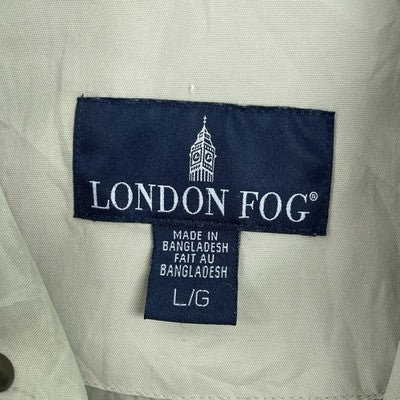 LONDON FOG®
MADE IN
BANGLADESH
FAIT AU
BANGLADESH
L/G